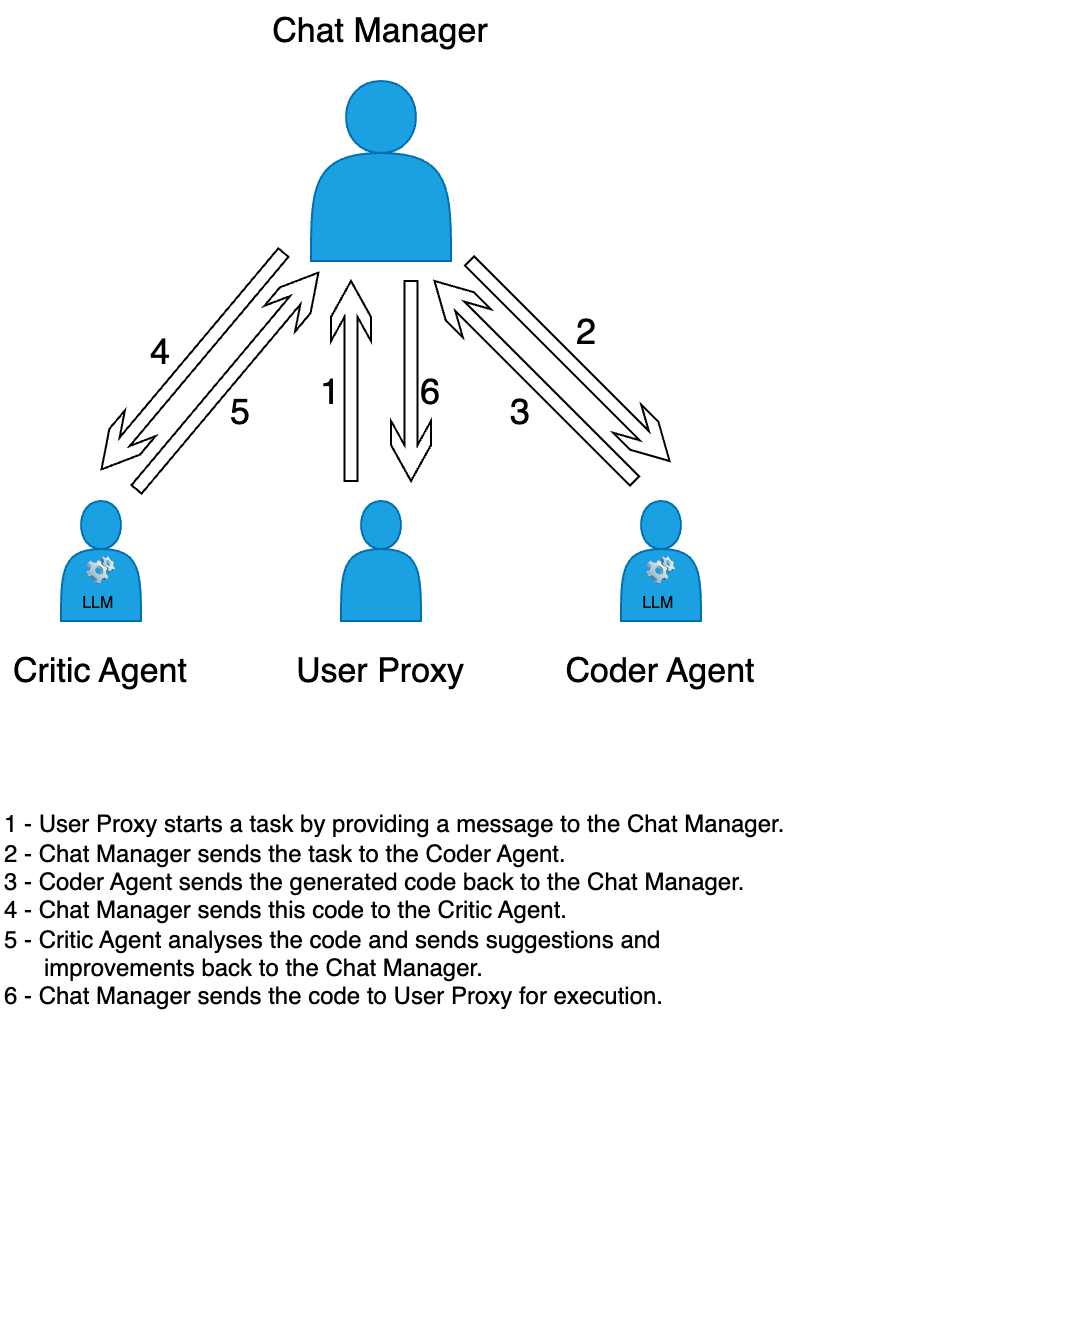 Chat Manager
4
5
1
6
3
2
LLM
LLM
Critic Agent
User Proxy
Coder Agent
1 - User Proxy starts a task by providing a message to the Chat Manager.
2 - Chat Manager sends the task to the Coder Agent.
3 - Coder Agent sends the generated code back to the Chat Manager.
4 - Chat Manager sends this code to the Critic Agent.
5 - Critic Agent analyses the code and sends suggestions and
improvements back to the Chat Manager.
6 - Chat Manager sends the code to User Proxy for execution.